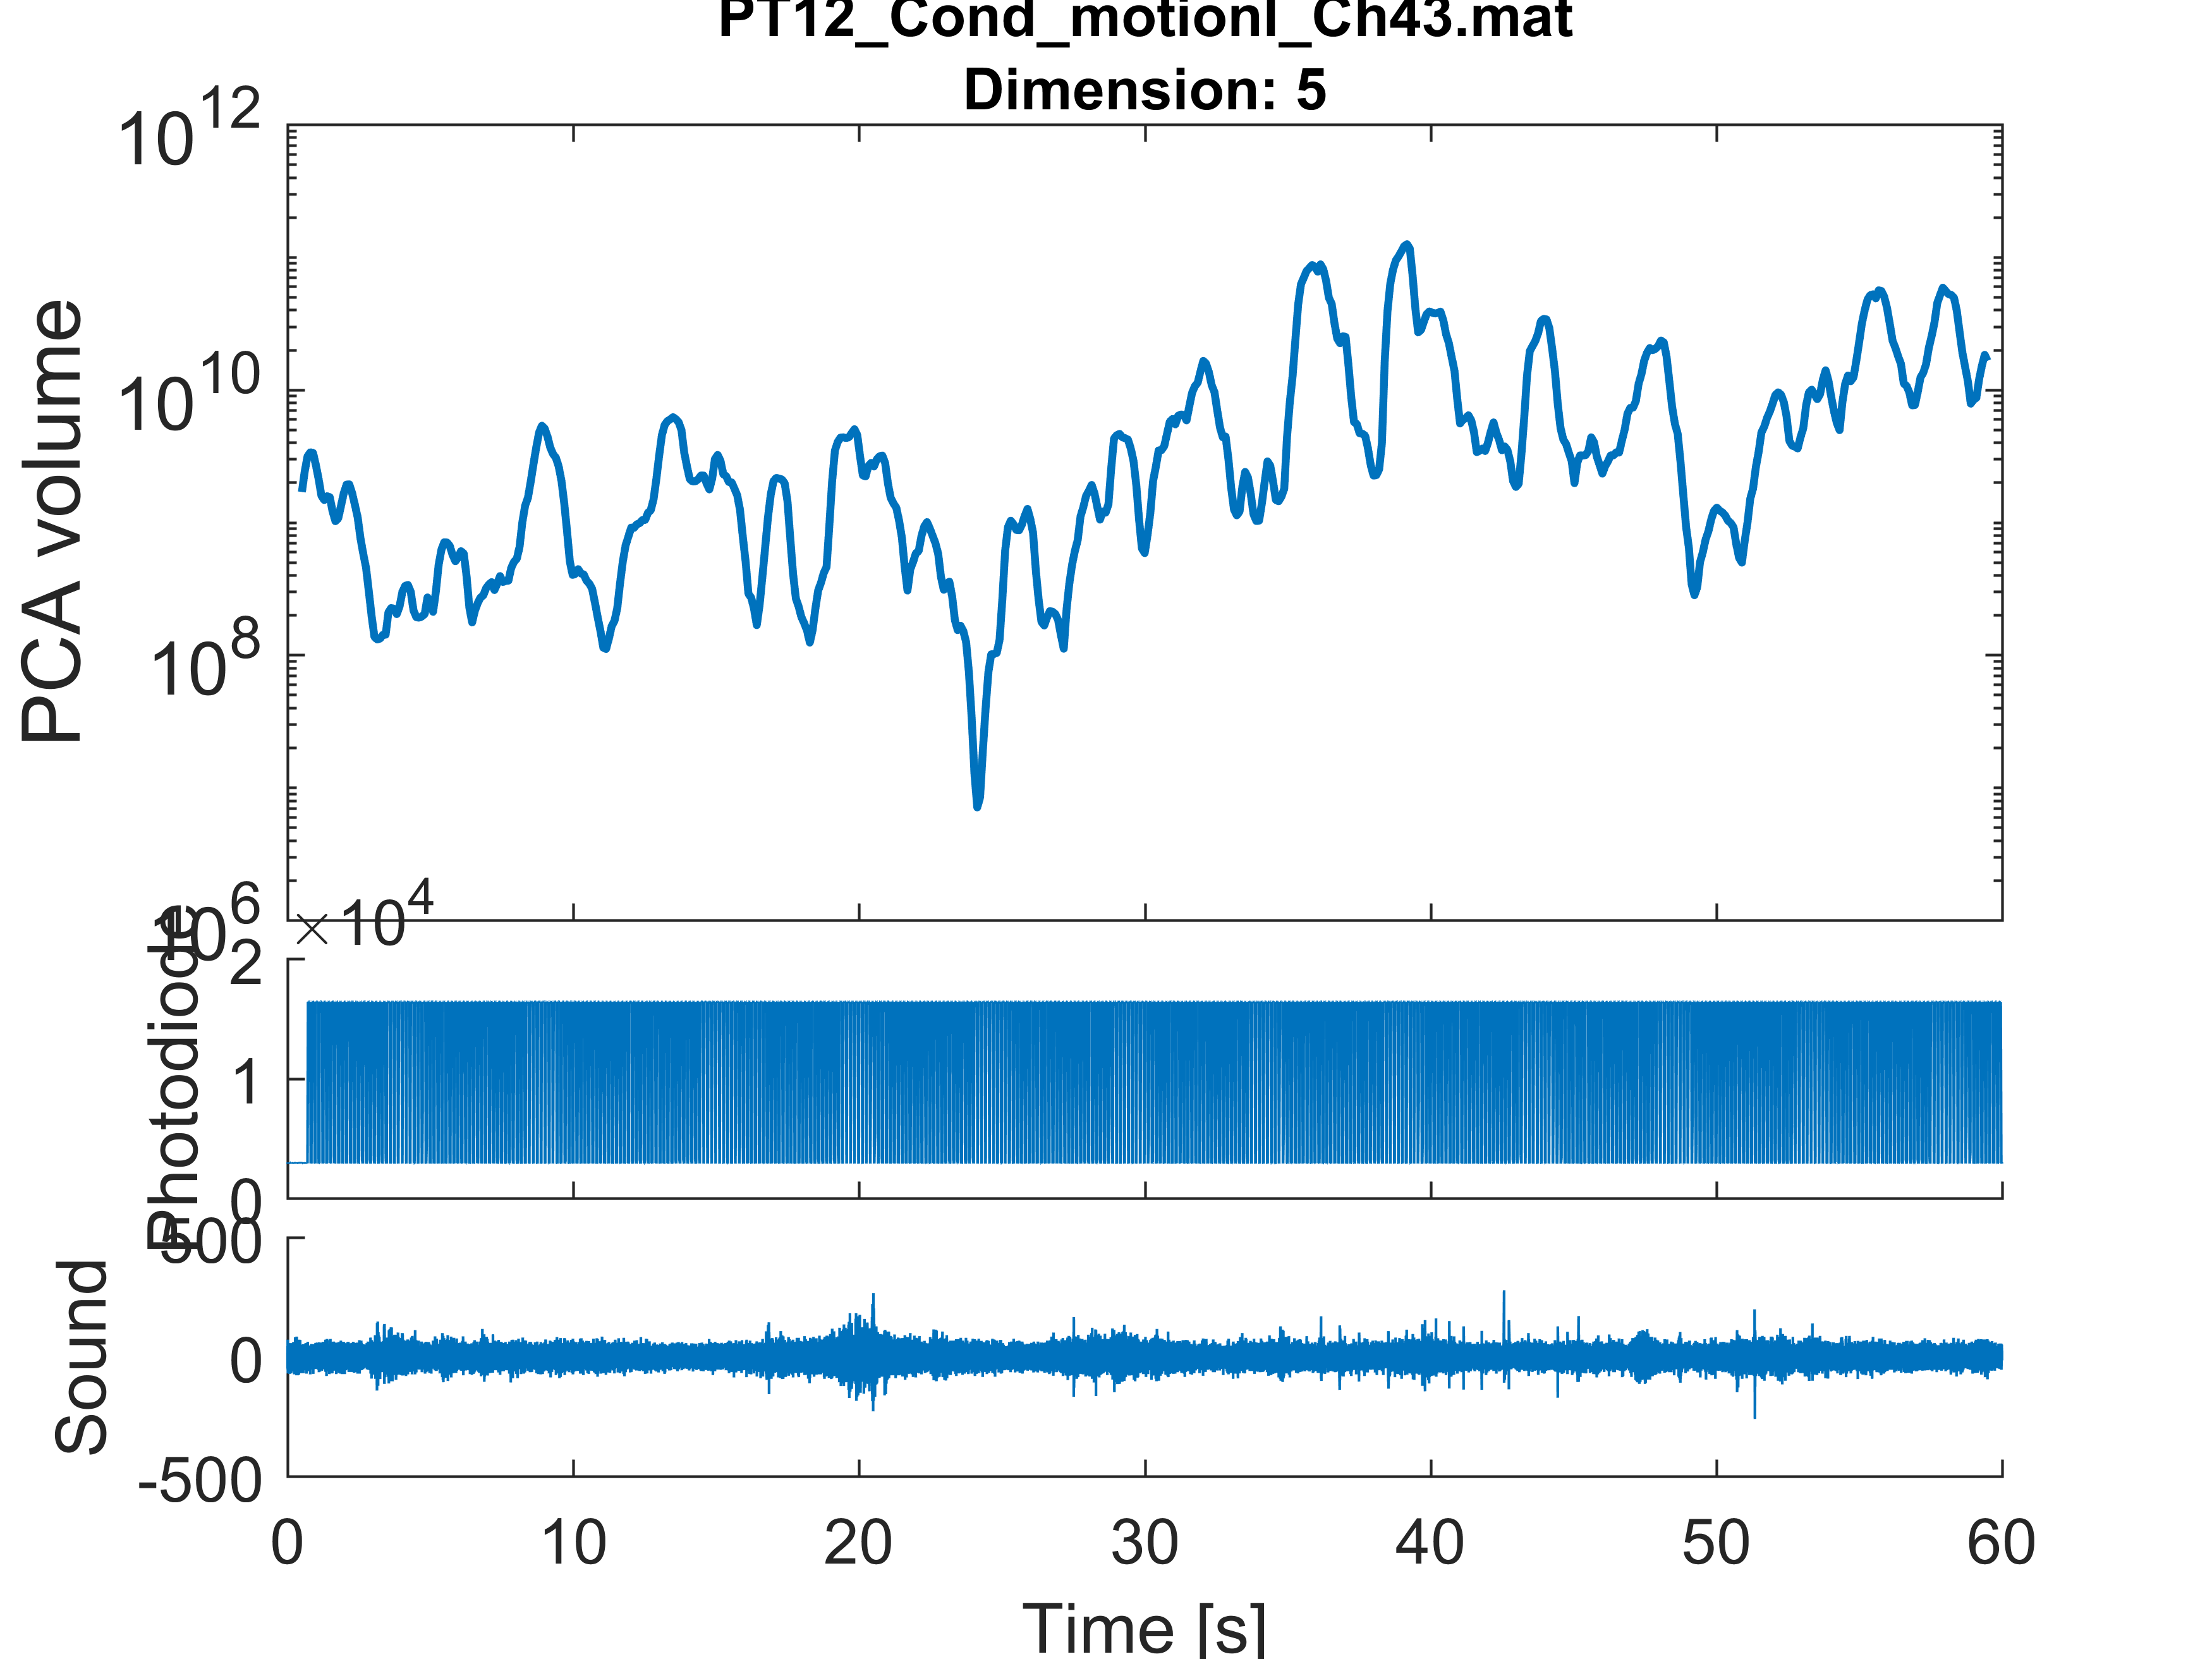 PT12_Cond_motionI_Ch43.mat
Dimension: 5
10^12
10^10
10^8
10^6
PCA volume
×10^4
2
1
0
Photodiode
500
0
-500
Sound
0 10 20 30 40 50 60
Time [s]